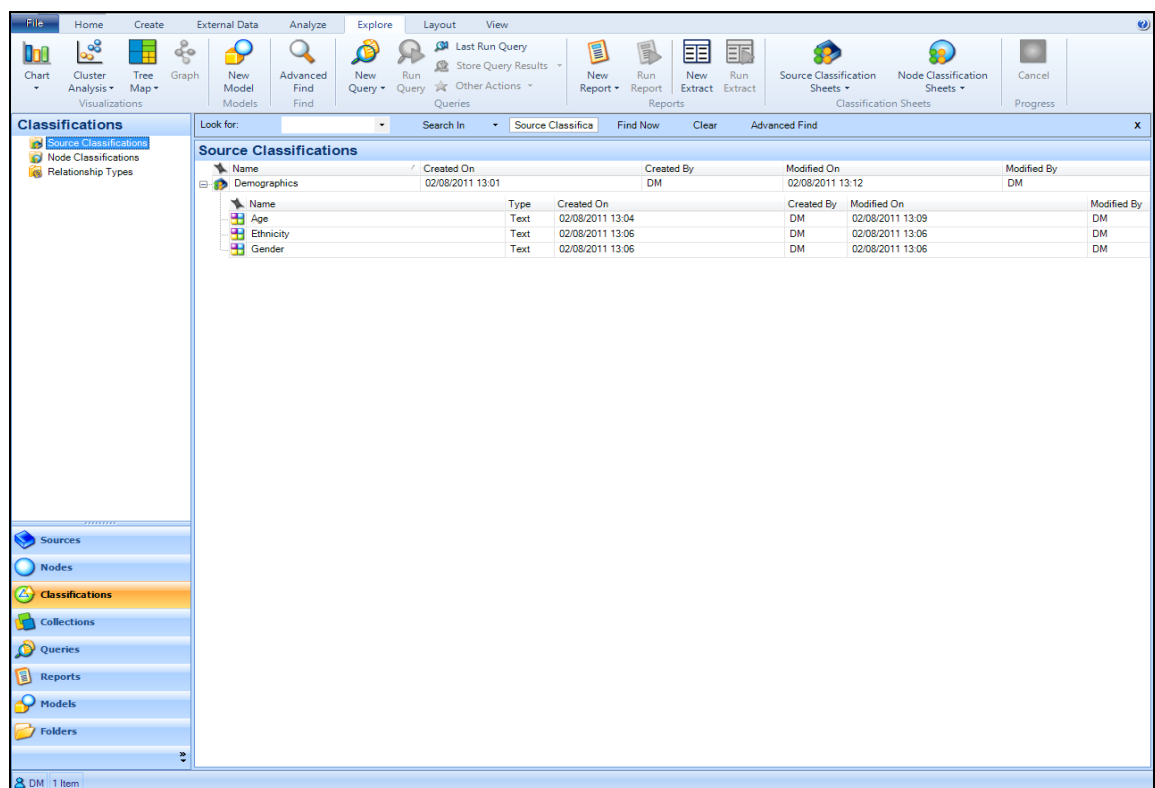 File Home Create External Data Analyze Explore Layout View
Chart
Cluster Analysis
Tree Map
Graph
Visualizations
New Model
Models
Advanced Find
Find
New Query
Run Query
Last Run Query
Store Query Results
Other Actions
Queries
New Report
Run Report
New Extract
Run Extract
Reports
Source Classification Sheets
Node Classification Sheets
Classification Sheets
Cancel
Progress
Classifications
Source Classifications
Node Classifications
Relationship Types
Look for: Search In Source Classifica Find Now Clear Advanced Find x
Source Classifications
Name Created On Created By Modified On Modified By
Demographics 02/08/2011 13:01 DM 02/08/2011 13:12 DM
Name Type Created On Created By Modified On Modified By
Age Text 02/08/2011 13:04 DM 02/08/2011 13:09 DM
Ethnicity Text 02/08/2011 13:06 DM 02/08/2011 13:06 DM
Gender Text 02/08/2011 13:06 DM 02/08/2011 13:06 DM
Sources
Nodes
Classifications
Collections
Queries
Reports
Models
Folders
DM 1 Item